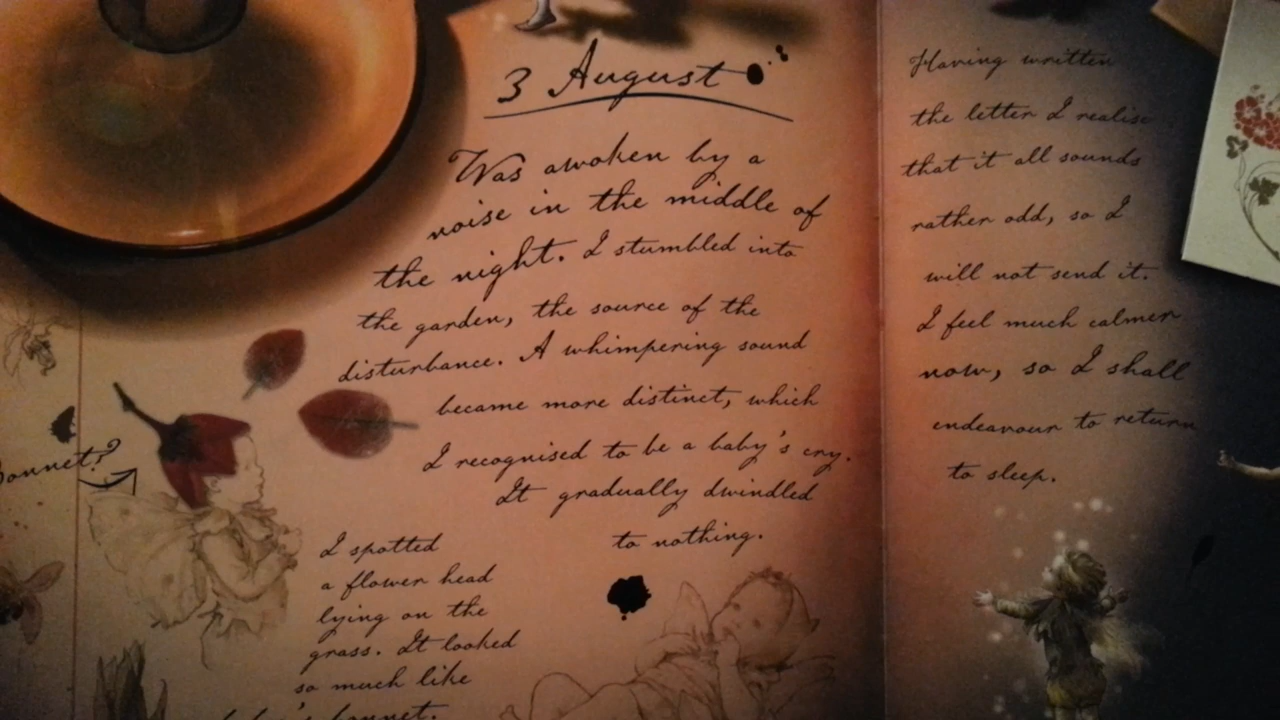 3 August
Was awoken by a
noise in the middle of
the night. I stumbled into
the garden, the source of the
disturbance. A whimpering sound
became more distinct, which
I recognised to be a baby's cry.
It gradually dwindled
to nothing.
Bonnet?
I spotted
a flower head
lying on the
grass. It looked
so much like
baby's bonnet.
Having written
the letter I realise
that it all sounds
rather odd, so I
will not send it.
I feel much calmer
now, so I shall
endeavour to return
to sleep.